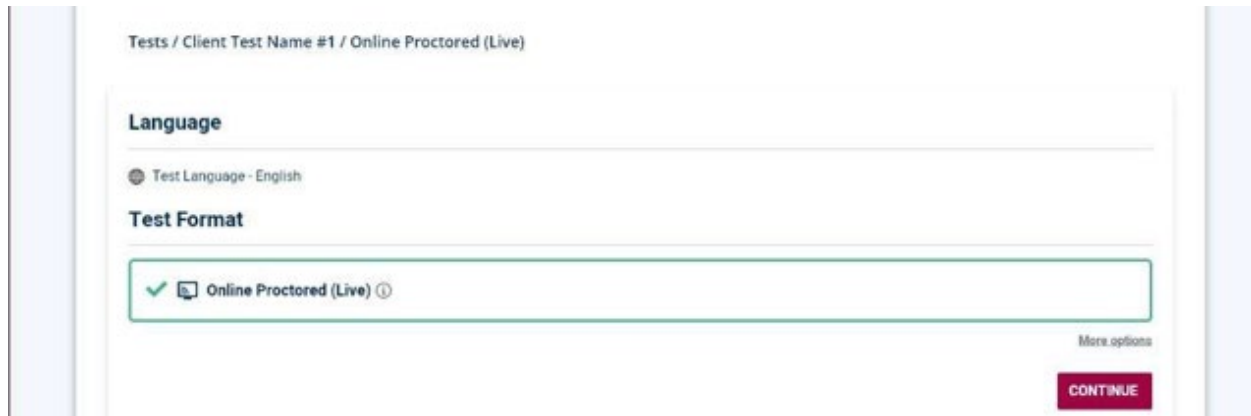 Tests / Client Test Name #1 / Online Proctored (Live)
Language
Test Language - English
Test Format
Online Proctored (Live)
More options
CONTINUE